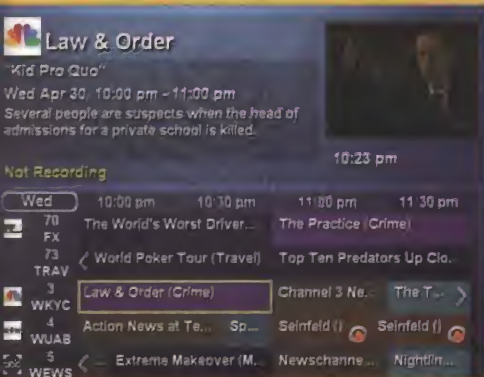 Law & Order
"Kid Pro Quo"
Wed Apr 30, 10:00 pm - 11:00 pm
Several people are suspects when the head of
admissions for a private school is killed.
10:23 pm
Not Recording
Wed 10:00 pm 10:30 pm 11:00 pm 11:30 pm
70 FX The World's Worst Driver... The Practice (Crime)
73 TRAV World Poker Tour (Travel) Top Ten Predators Up Clo...
3 WKYC Law & Order (Crime) Channel 3 Ne... The T...
4 WUAB Action News at Te... Sp... Seinfeld () Seinfeld ()
5 WEWS ... Extreme Makeover (M... Newschanne... Nightlin...